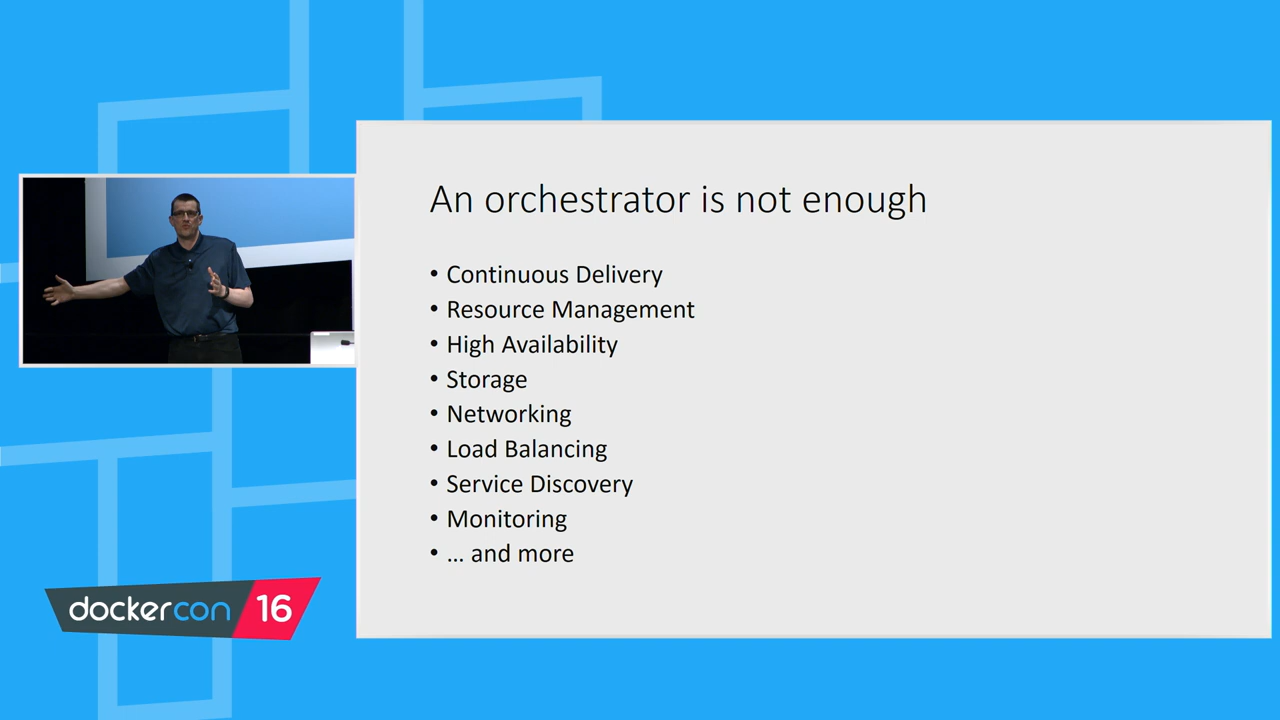 An orchestrator is not enough
• Continuous Delivery
• Resource Management
• High Availability
• Storage
• Networking
• Load Balancing
• Service Discovery
• Monitoring
• ... and more
dockercon 16